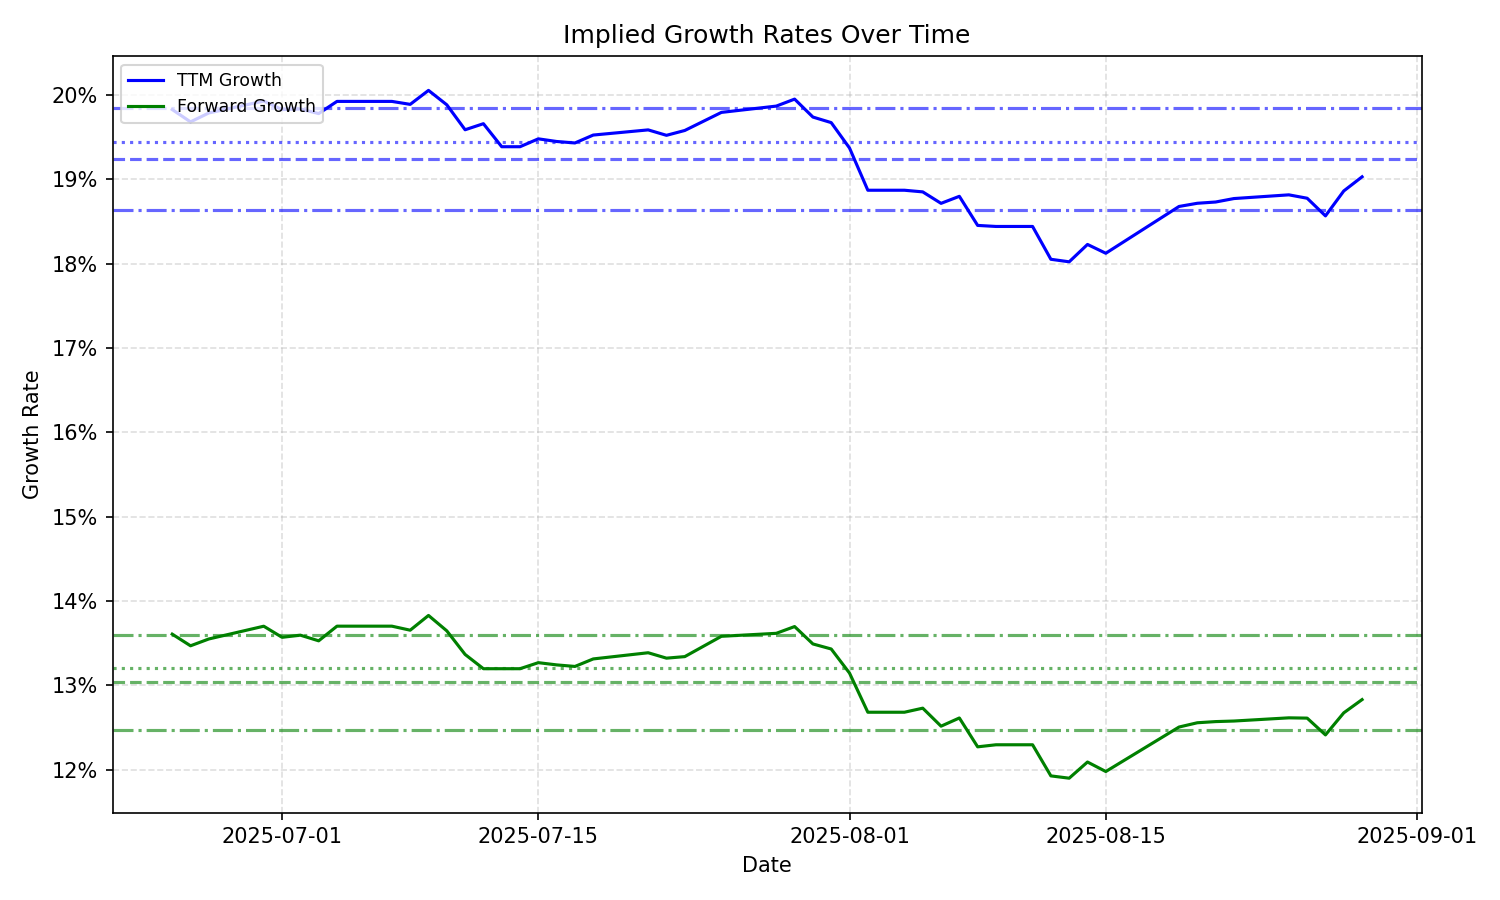 Implied Growth Rates Over Time
TTM Growth
Forward Growth
20%
19%
18%
17%
16%
15%
14%
13%
12%
Growth Rate
2025-07-01
2025-07-15
2025-08-01
2025-08-15
2025-09-01
Date